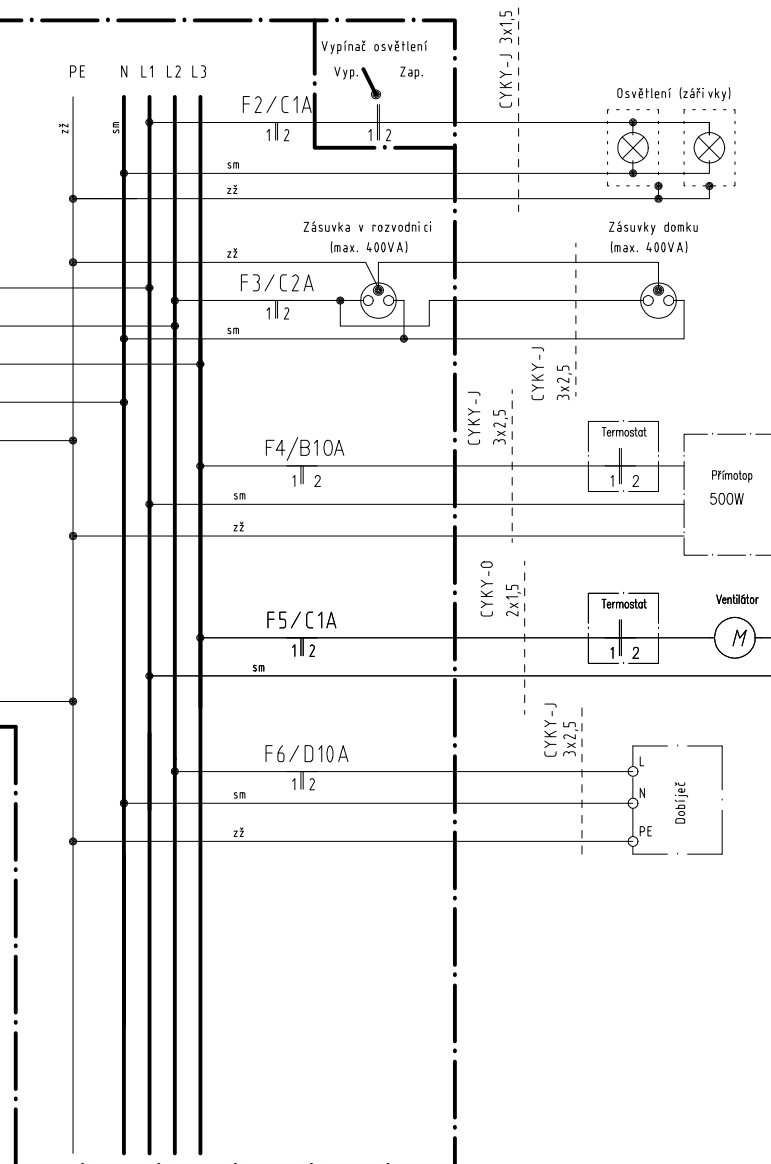 Vypínač osvětlení
Vyp. Zap.
CYKY-J 3x1,5
PE N L1 L2 L3
Osvětlení (zářivky)
F2/C1A
zž
sm
1 2
1 2
sm
zž
Zásuvka v rozvodnici
(max. 400VA)
Zásuvky domku
(max. 400VA)
zž
F3/C2A
1 2
sm
CYKY-J
3x2,5
CYKY-J
3x2,5
F4/B10A
1 2
Termostat
1 2
Přímotop
500W
sm
zž
CYKY-O
2x1,5
F5/C1A
1 2
Termostat
1 2
Ventilátor
M
sm
CYKY-J
3x2,5
F6/D10A
1 2
L
sm
N
Dobíječ
zž
PE